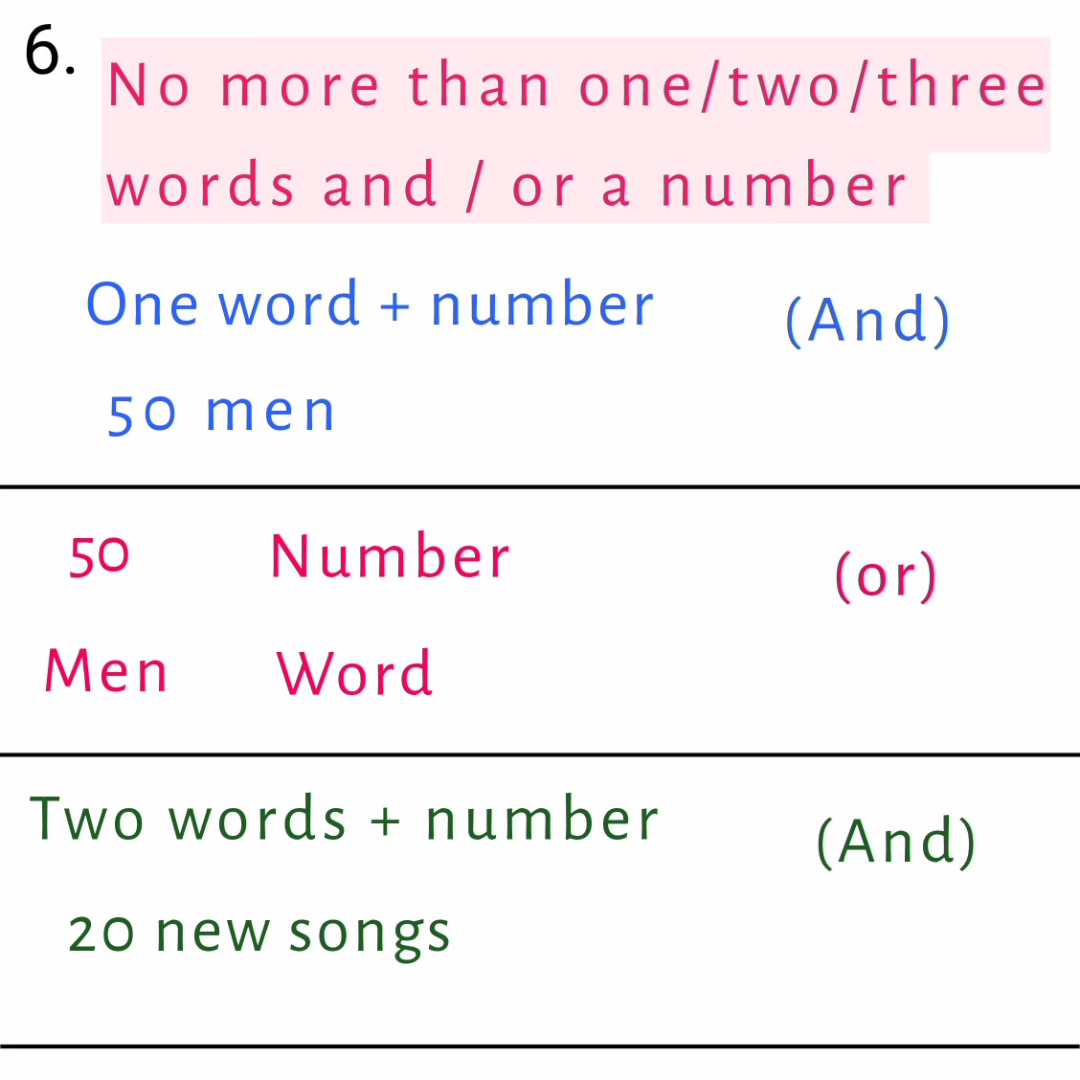 6.
No more than one/two/three
words and / or a number
One word + number (And)
50 men
50 Number (or)
Men Word
Two words + number (And)
20 new songs